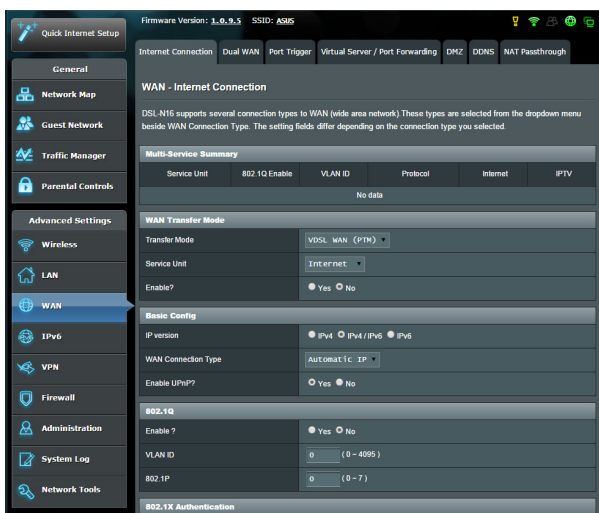 Quick Internet Setup
General
Network Map
Guest Network
Traffic Manager
Parental Controls
Advanced Settings
Wireless
LAN
WAN
IPv6
VPN
Firewall
Administration
System Log
Network Tools
Firmware Version: 1.0.9.5 SSID: ASUS
Internet Connection Dual WAN Port Trigger Virtual Server / Port Forwarding DMZ DDNS NAT Passthrough
WAN - Internet Connection
DSL-N16 supports several connection types to WAN (wide area network).These types are selected from the dropdown menu
beside WAN Connection Type. The setting fields differ depending on the connection type you selected.
Multi-Service Summary
Service Unit 802.1Q Enable VLAN ID Protocol Internet IPTV
No data
WAN Transfer Mode
Transfer Mode VDSL WAN (PTM)
Service Unit Internet
Enable? Yes No
Basic Config
IP version IPv4 IPv4 / IPv6 IPv6
WAN Connection Type Automatic IP
Enable UPnP? Yes No
802.1Q
Enable ? Yes No
VLAN ID 0 ( 0 ~ 4095 )
802.1P 0 ( 0 ~ 7 )
802.1X Authentication